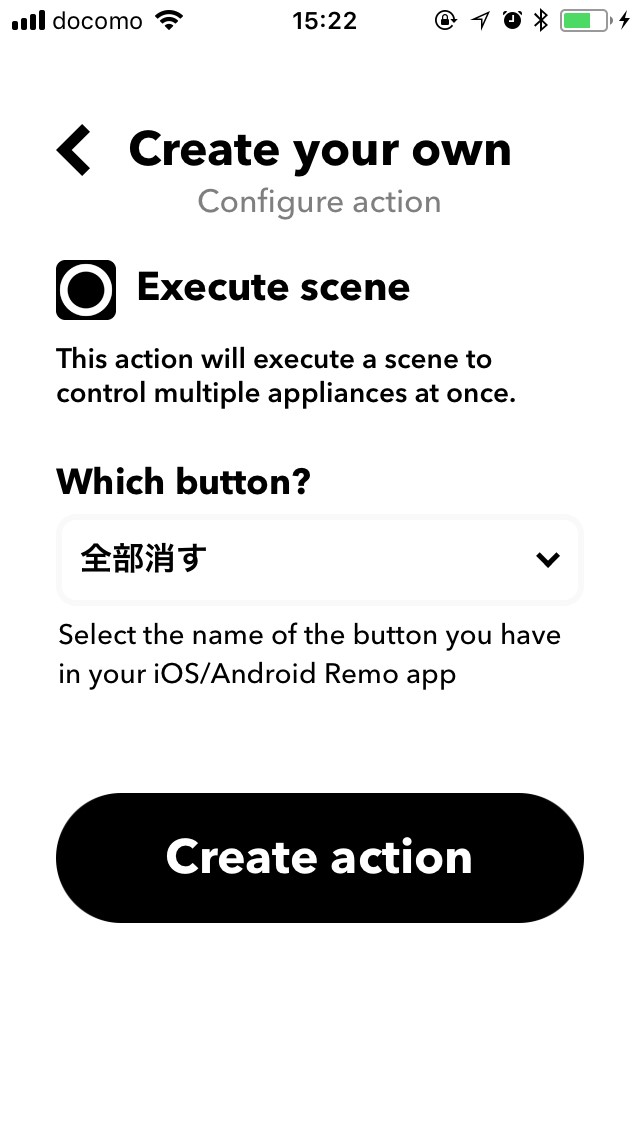 docomo 15:22
Create your own
Configure action
Execute scene
This action will execute a scene to
control multiple appliances at once.
Which button?
全部消す
Select the name of the button you have
in your iOS/Android Remo app
Create action